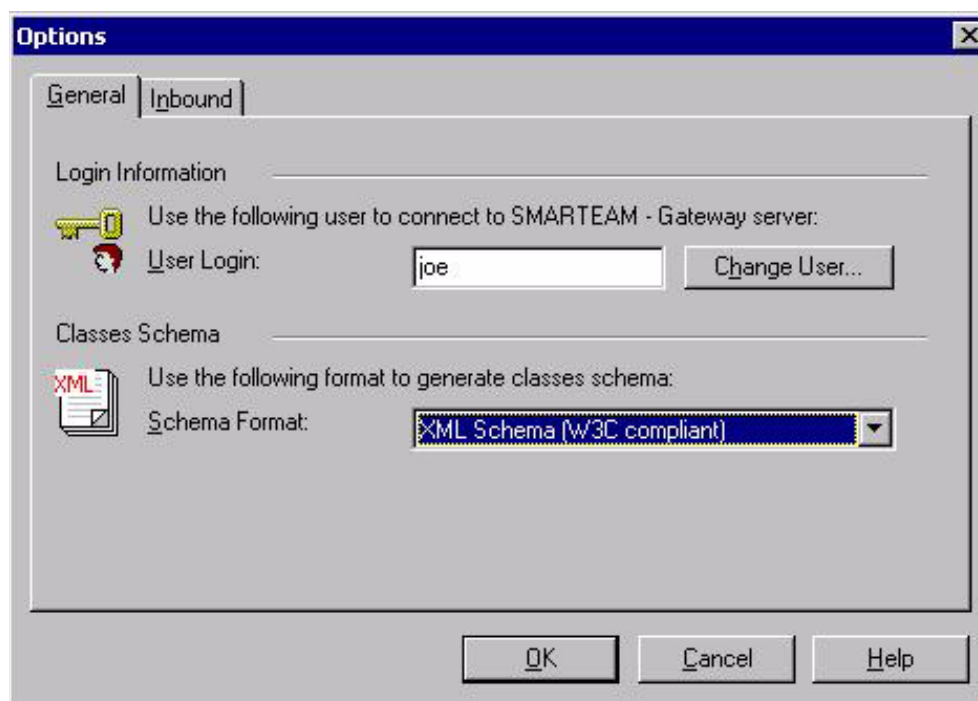 Options
General
Inbound
Login Information
Use the following user to connect to SMARTEAM - Gateway server:
User Login:
joe
Change User...
Classes Schema
XML
Use the following format to generate classes schema:
Schema Format:
XML Schema (W3C compliant)
OK
Cancel
Help